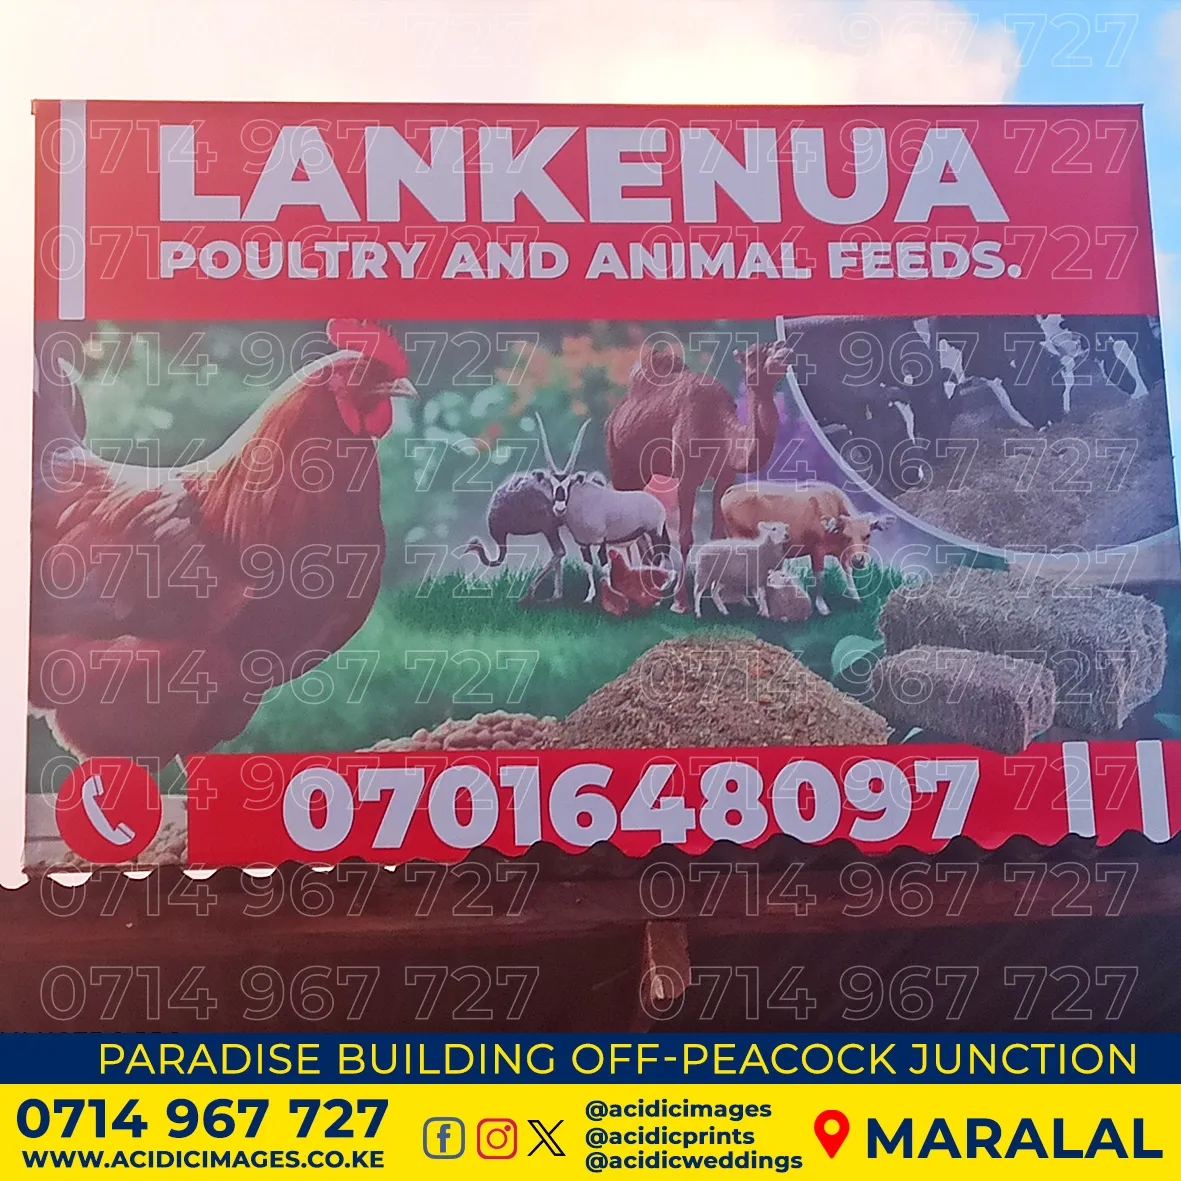 LANKENUA
POULTRY AND ANIMAL FEEDS.
0701648097
0714 967 727
PARADISE BUILDING OFF-PEACOCK JUNCTION
0714 967 727
WWW.ACIDICIMAGES.CO.KE
@acidicimages
@acidicprints
@acidicweddings
MARALAL